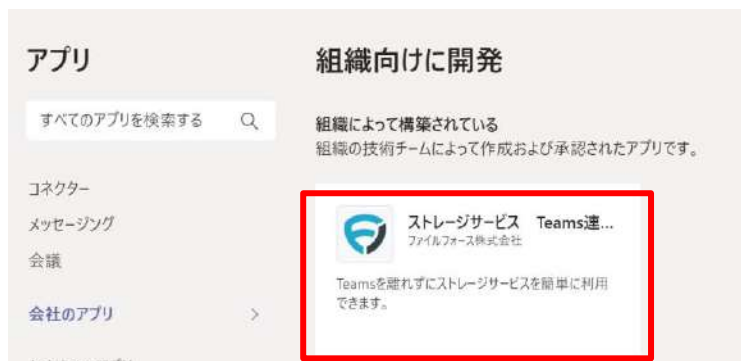 アプリ
すべてのアプリを検索する
コネクター
メッセージング
会議
会社のアプリ
組織向けに開発
組織によって構築されている
組織の技術チームによって作成および承認されたアプリです。
ストレージサービス Teams連...
ファイルフォース株式会社
Teamsを離れずにストレージサービスを簡単に利用
できます。